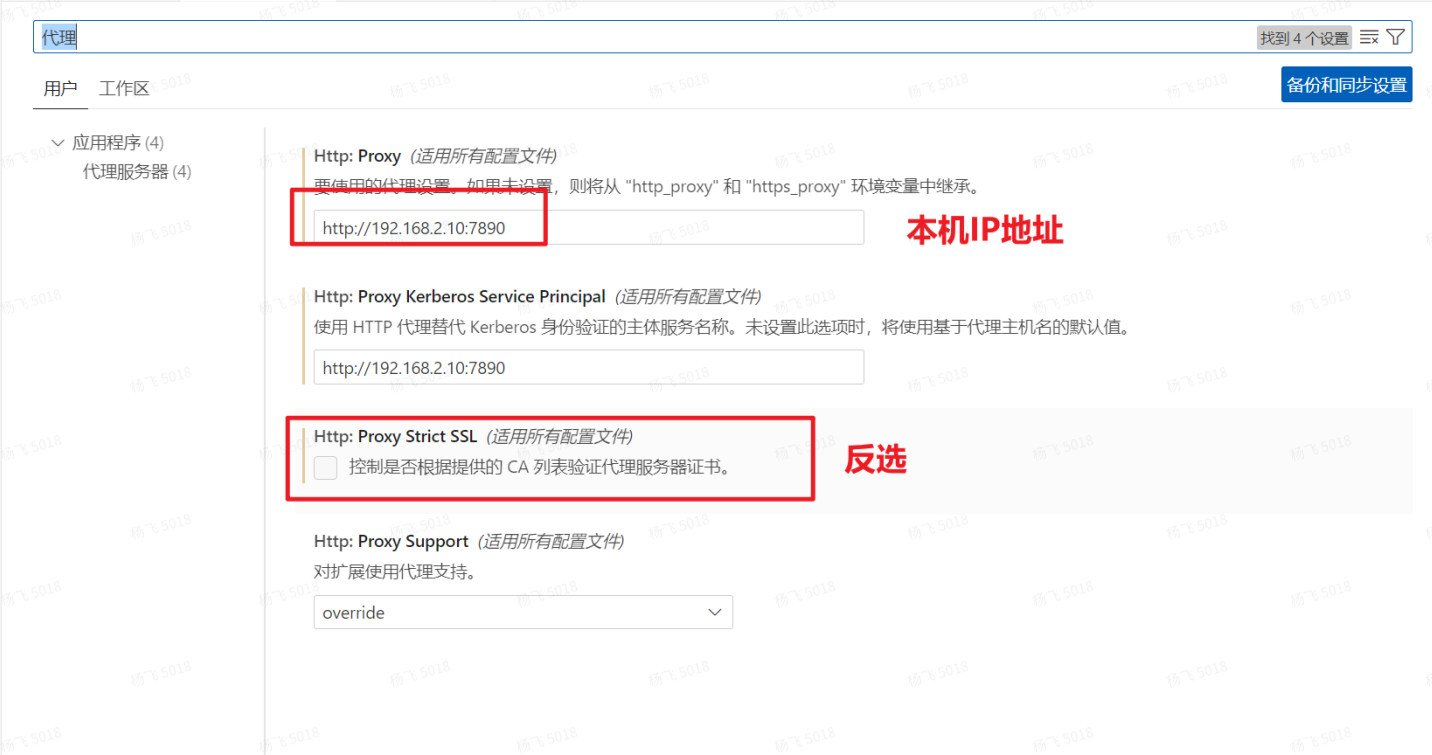 代理
找到 4 个设置
用户 工作区
备份和同步设置
应用程序 (4)
代理服务器 (4)
Http: Proxy (适用所有配置文件)
要使用的代理设置。如果未设置，则将从 "http_proxy" 和 "https_proxy" 环境变量中继承。
http://192.168.2.10:7890
本机IP地址
Http: Proxy Kerberos Service Principal (适用所有配置文件)
使用 HTTP 代理替代 Kerberos 身份验证的主体服务名称。未设置此选项时，将使用基于代理主机名的默认值。
http://192.168.2.10:7890
Http: Proxy Strict SSL (适用所有配置文件)
控制是否根据提供的 CA 列表验证代理服务器证书。
反选
Http: Proxy Support (适用所有配置文件)
对扩展使用代理支持。
override
杨飞 5018